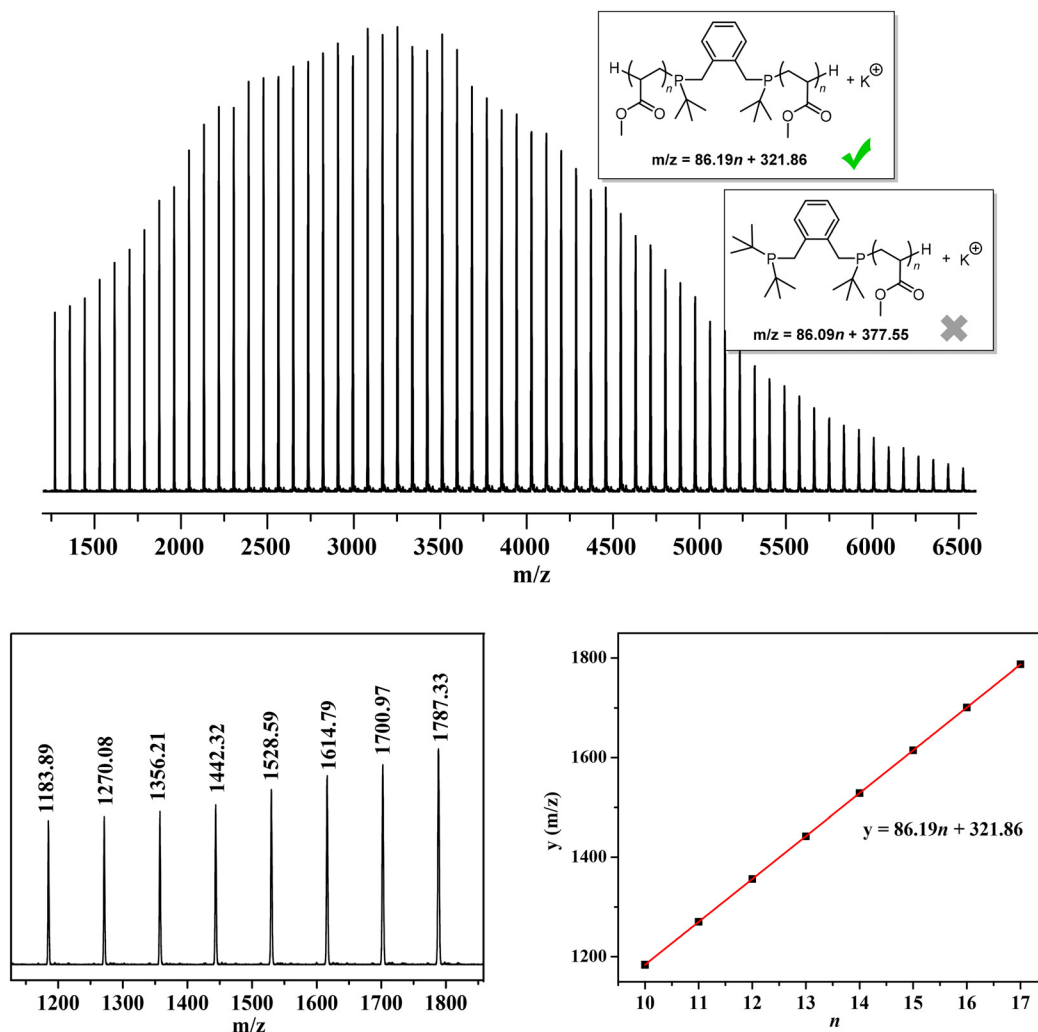 H
n
P
P
n
H
+ K⊕
O
O
O
O
m/z = 86.19n + 321.86
P
P
n
H
+ K⊕
O
O
m/z = 86.09n + 377.55
1500 2000 2500 3000 3500 4000 4500 5000 5500 6000 6500
m/z
1183.89
1270.08
1356.21
1442.32
1528.59
1614.79
1700.97
1787.33
1200 1300 1400 1500 1600 1700 1800
m/z
y (m/z)
1800
1600
1400
1200
y = 86.19n + 321.86
10 11 12 13 14 15 16 17
n